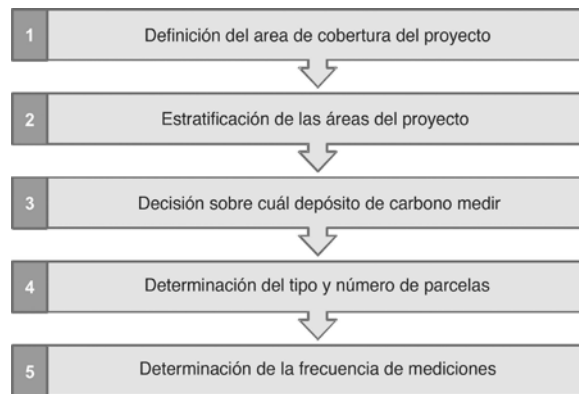 1 Definición del area de cobertura del proyecto
2 Estratificación de las áreas del proyecto
3 Decisión sobre cuál depósito de carbono medir
4 Determinación del tipo y número de parcelas
5 Determinación de la frecuencia de mediciones